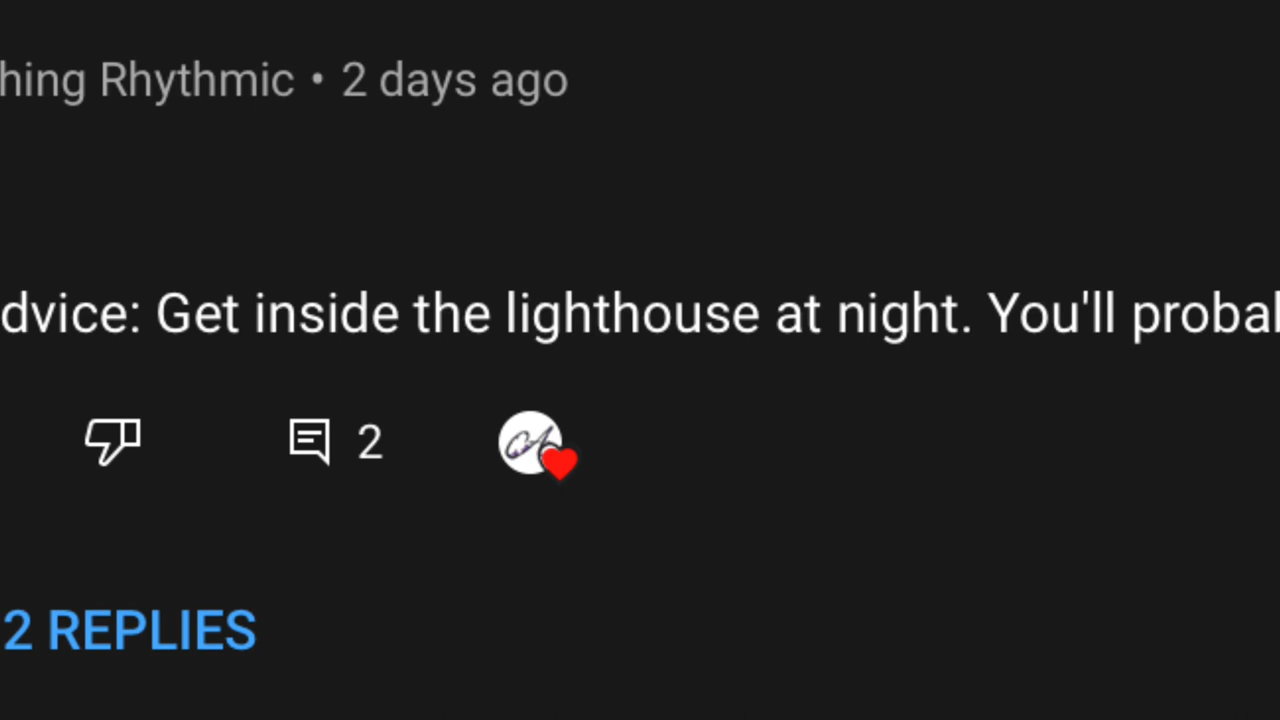 hing Rhythmic • 2 days ago
dvice: Get inside the lighthouse at night. You'll probal
2
2 REPLIES